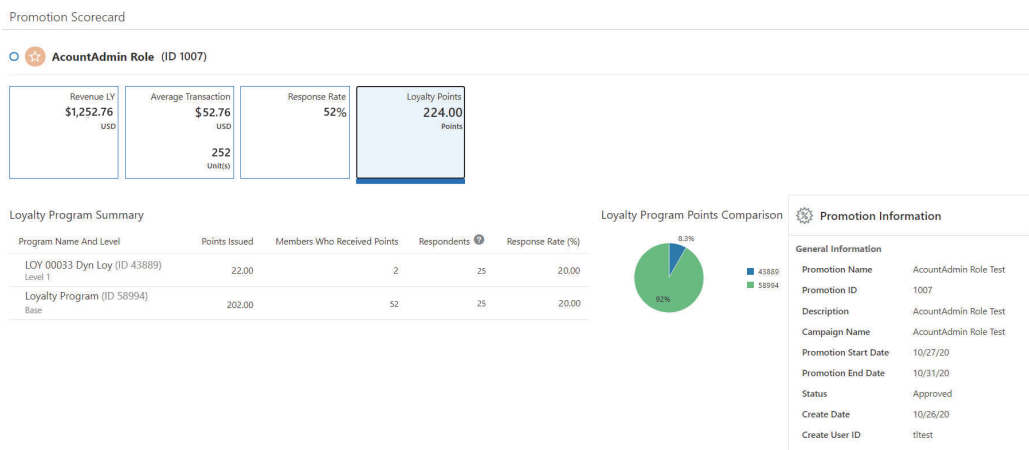 Promotion Scorecard
AcountAdmin Role (ID 1007)
Revenue LY
$1,252.76
USD
Average Transaction
$52.76
USD
252
Unit(s)
Response Rate
52%
Loyalty Points
224.00
Points
Loyalty Program Summary
Program Name And Level Points Issued Members Who Received Points Respondents ? Response Rate (%)
LOY 00033 Dyn Loy (ID 43889) 22.00 2 25 20.00
Level 1
Loyalty Program (ID 58994) 202.00 52 25 20.00
Base
Loyalty Program Points Comparison
8.3%
92%
43889
58994
Promotion Information
General Information
Promotion Name AcountAdmin Role Test
Promotion ID 1007
Description AcountAdmin Role Test
Campaign Name AcountAdmin Role Test
Promotion Start Date 10/27/20
Promotion End Date 10/31/20
Status Approved
Create Date 10/26/20
Create User ID tltest